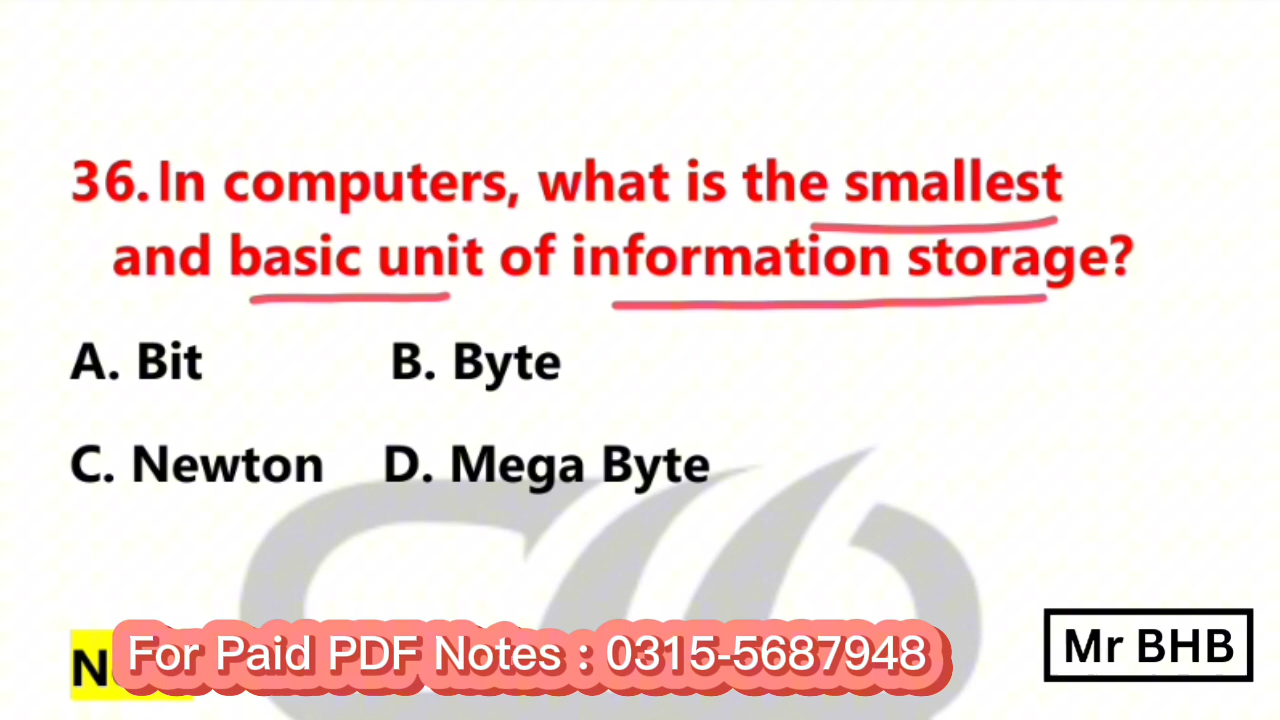 36. In computers, what is the smallest
and basic unit of information storage?
A. Bit B. Byte
C. Newton D. Mega Byte
For Paid PDF Notes : 0315-5687948
Mr BHB